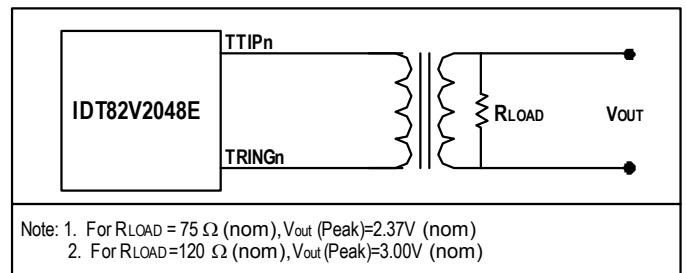 TTIPn
IDT82V2048E
RLOAD
VOUT
TRINGn
Note: 1. For RLOAD = 75 Ω (nom), Vout (Peak)=2.37V (nom)
2. For RLOAD=120 Ω (nom), Vout (Peak)=3.00V (nom)